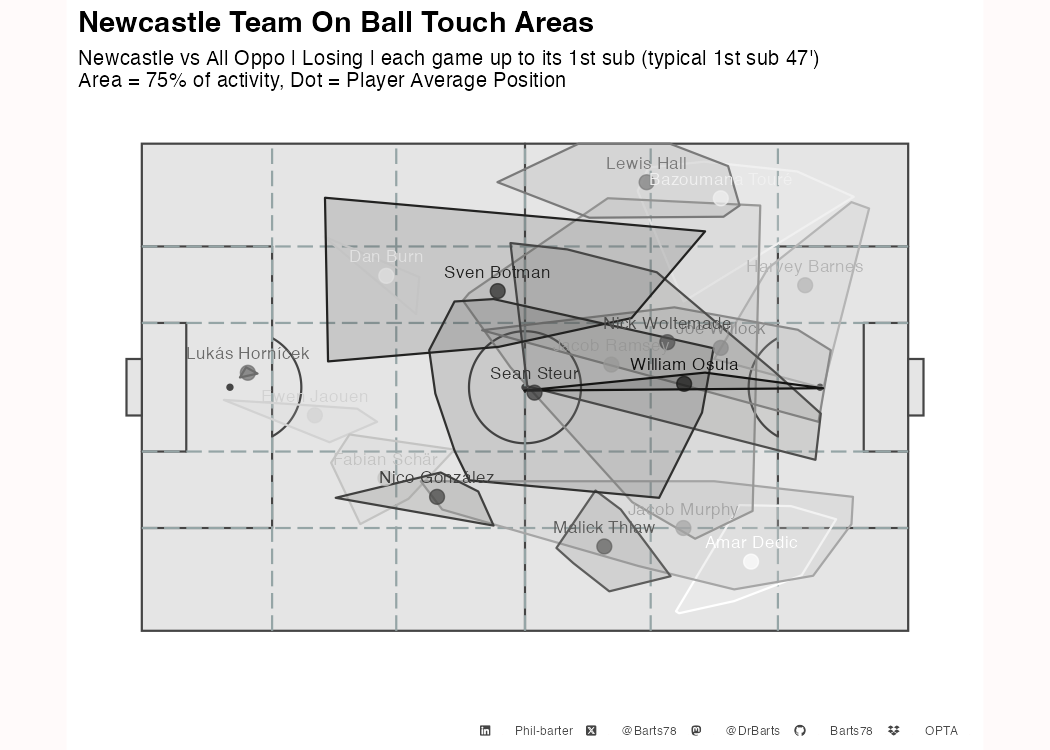 Newcastle Team On Ball Touch Areas
Newcastle vs All Oppo | Losing | each game up to its 1st sub (typical 1st sub 47')
Area = 75% of activity, Dot = Player Average Position
Lewis Hall
Bazoumana Touré
Dan Burn
Sven Botman
Harvey Barnes
Nick Woltemade
Joe Willock
Jacob Ramsey
Lukás Hornícek
William Osula
Sean Steur
Ewen Jaouen
Fabian Schär
Nico González
Jacob Murphy
Malick Thiaw
Amar Dedic
Phil-barter @Barts78 @DrBarts Barts78 OPTA